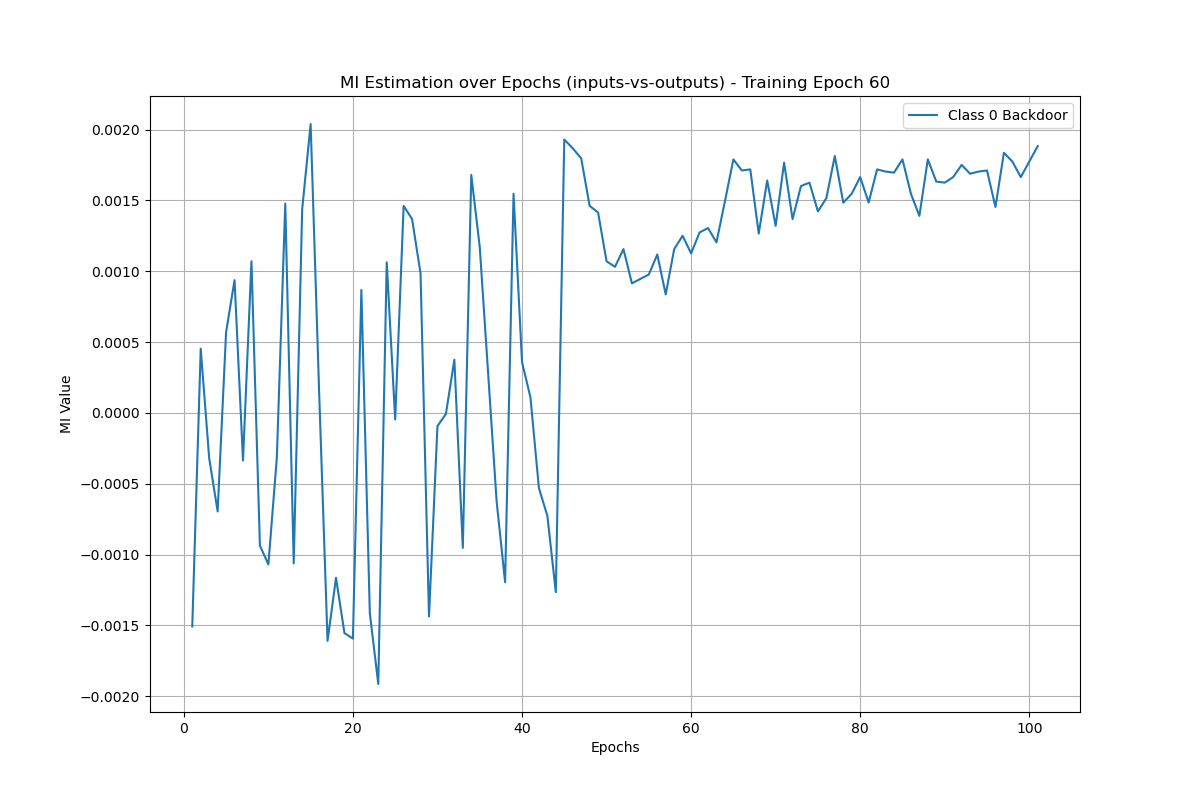 MI Estimation over Epochs (inputs-vs-outputs) - Training Epoch 60
Class 0 Backdoor
0.0020
0.0015
0.0010
0.0005
0.0000
−0.0005
−0.0010
−0.0015
−0.0020
MI Value
0 20 40 60 80 100
Epochs